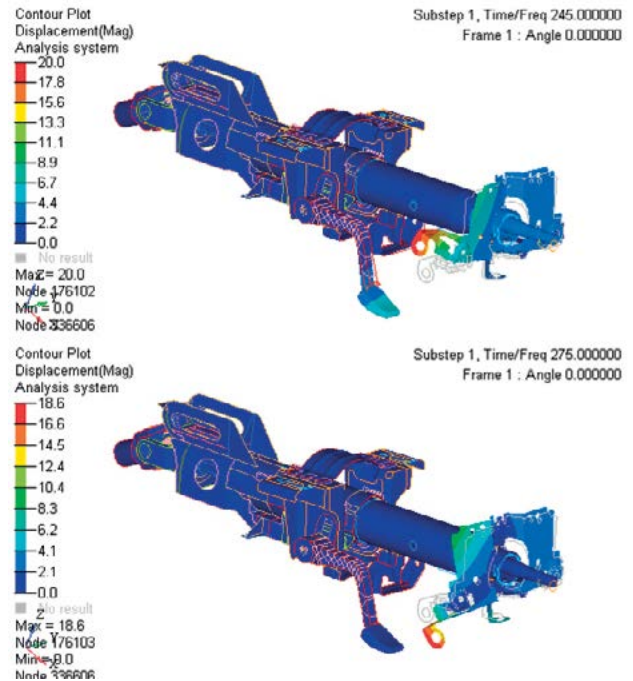 Contour Plot
Displacement(Mag)
Analysis system
Substep 1, Time/Freq 245.000000
Frame 1 : Angle 0.000000
20.0
17.8
15.6
13.3
11.1
8.9
6.7
4.4
2.2
0.0
No result
Max = 20.0
Node 176102
Min = 0.0
Node 336606
Z
Y
X
Contour Plot
Displacement(Mag)
Analysis system
Substep 1, Time/Freq 275.000000
Frame 1 : Angle 0.000000
18.6
16.6
14.5
12.4
10.4
8.3
6.2
4.1
2.1
0.0
No result
Max = 18.6
Node 176103
Min = 0.0
Node 336606
Z
Y
X